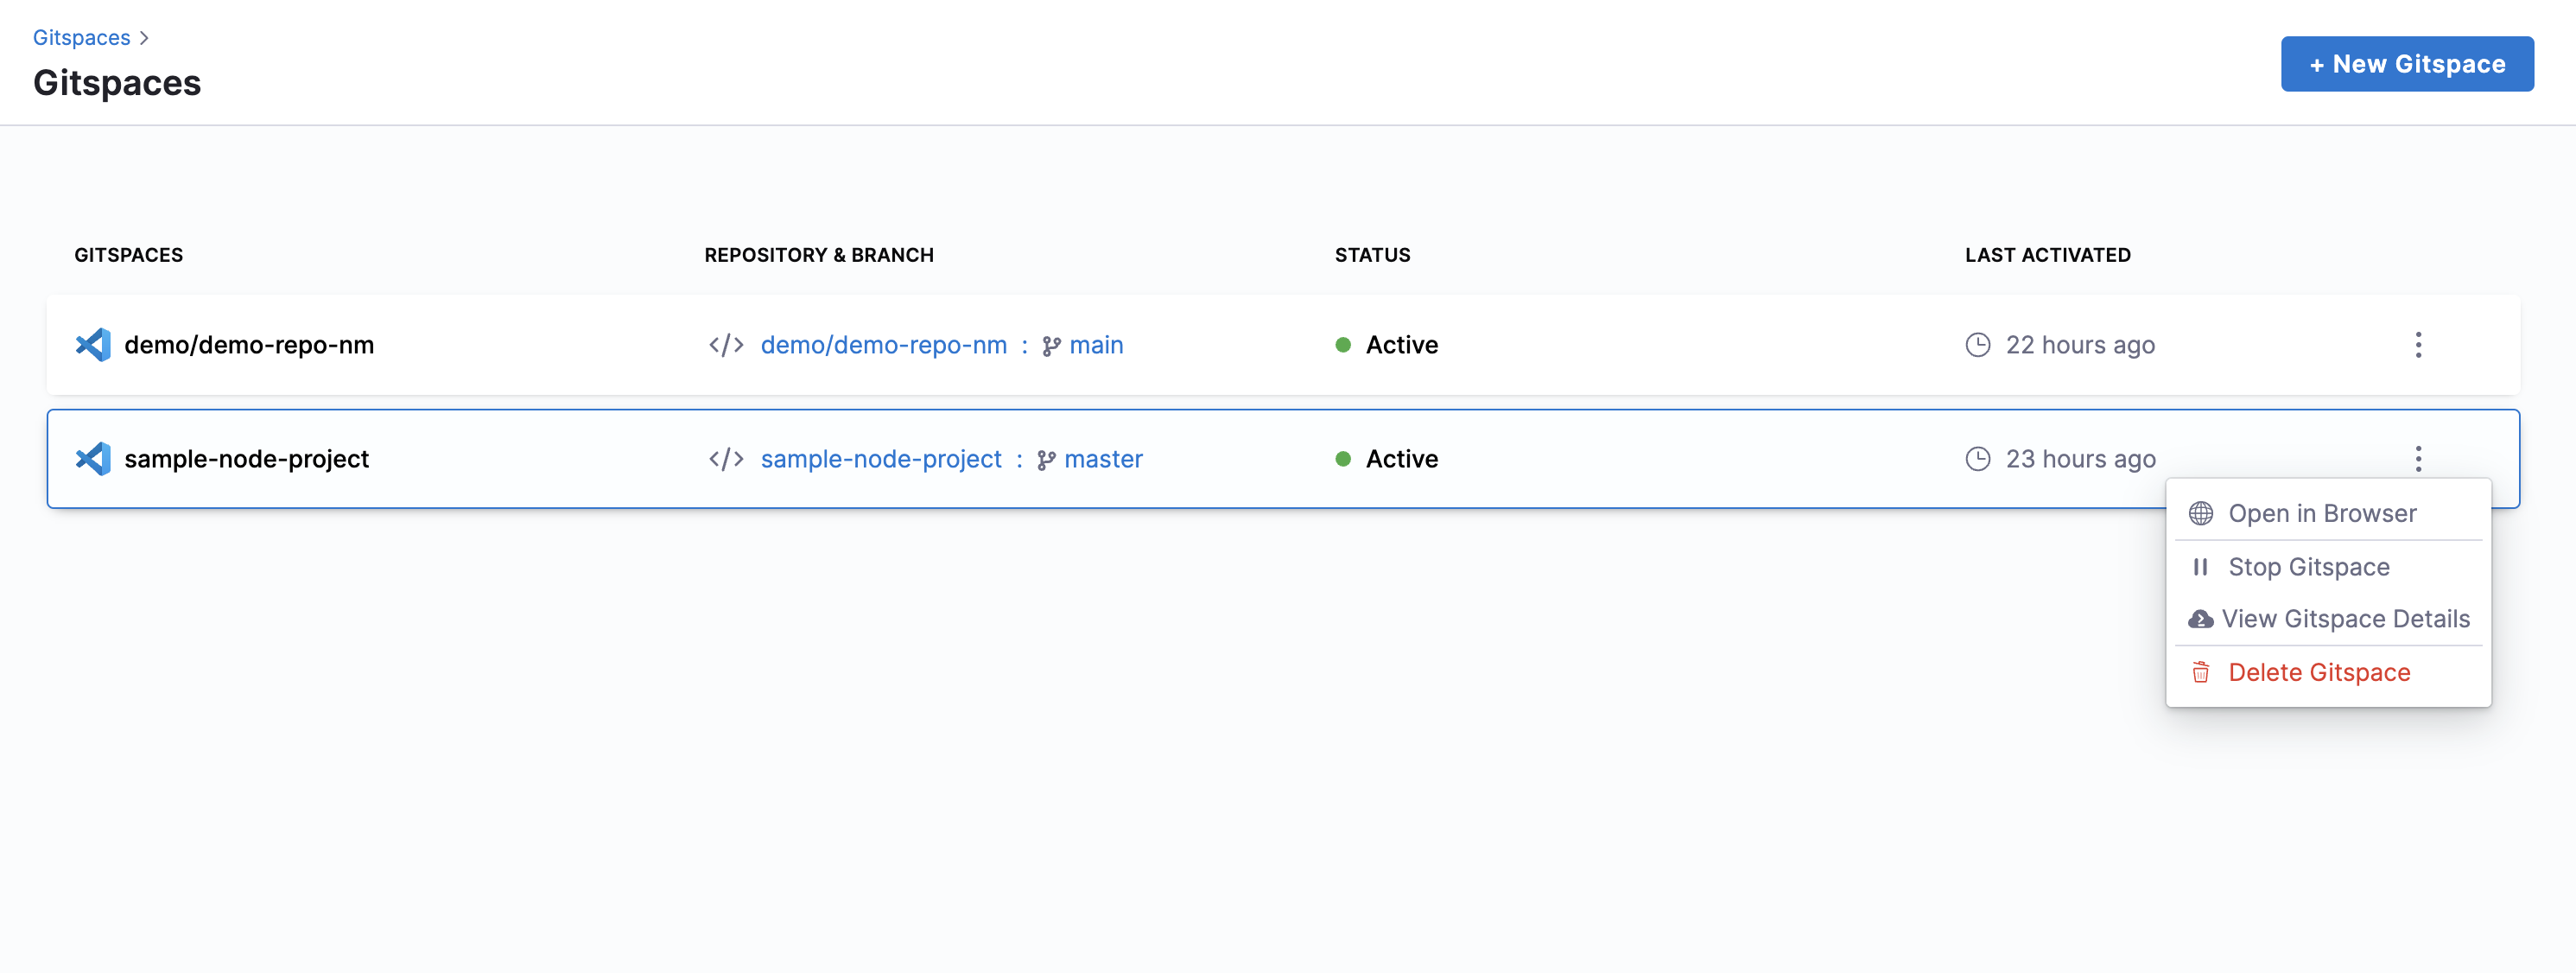 Gitspaces
Gitspaces
+ New Gitspace
GITSPACES REPOSITORY & BRANCH STATUS LAST ACTIVATED
demo/demo-repo-nm demo/demo-repo-nm : main Active 22 hours ago
sample-node-project sample-node-project : master Active 23 hours ago
Open in Browser
Stop Gitspace
View Gitspace Details
Delete Gitspace